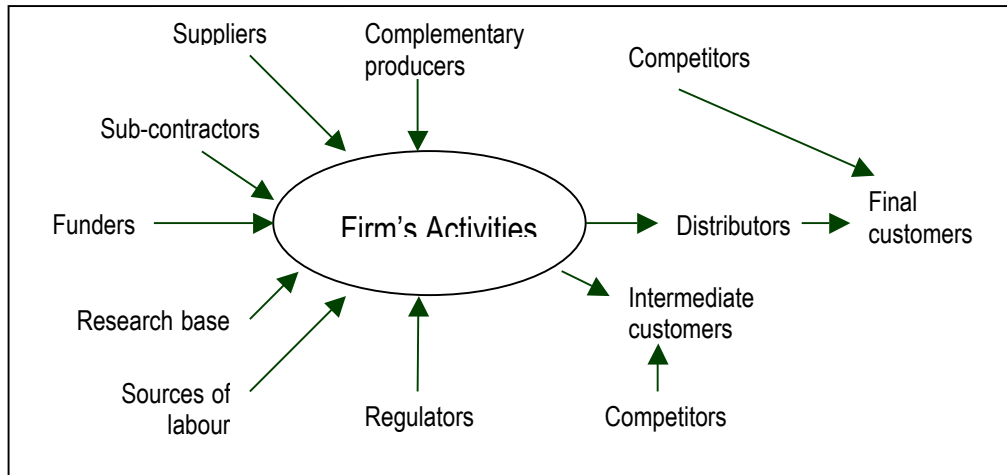 Suppliers
Complementary
producers
Competitors
Sub-contractors
Funders
Firm's Activities
Distributors
Final
customers
Research base
Intermediate
customers
Sources of
labour
Regulators
Competitors